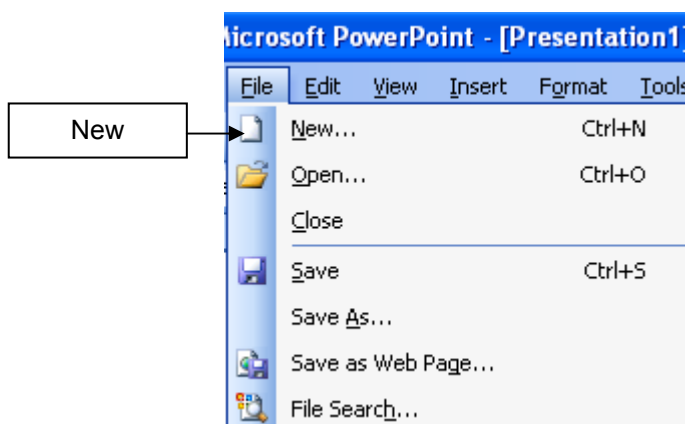 Microsoft PowerPoint - [Presentation1]
File Edit View Insert Format Tools
New
New... Ctrl+N
Open... Ctrl+O
Close
Save Ctrl+S
Save As...
Save as Web Page...
File Search...